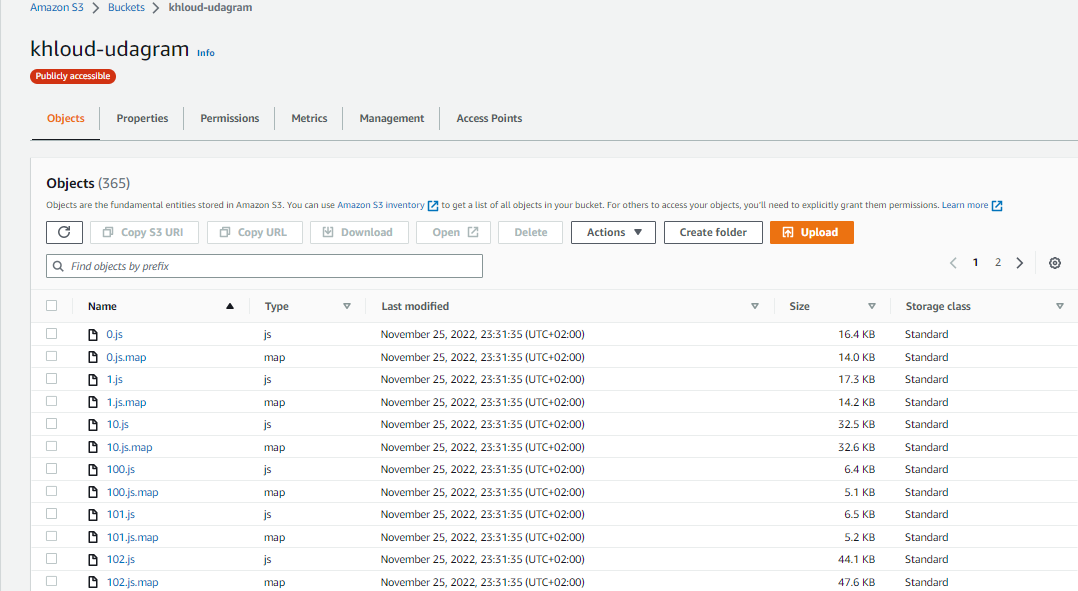 Amazon S3 > Buckets > khloud-udagram
khloud-udagram Info
Publicly accessible
Objects Properties Permissions Metrics Management Access Points
Objects (365)
Objects are the fundamental entities stored in Amazon S3. You can use Amazon S3 inventory to get a list of all objects in your bucket. For others to access your objects, you'll need to explicitly grant them permissions. Learn more
Copy S3 URI Copy URL Download Open Delete Actions Create folder Upload
Find objects by prefix < 1 2 >
Name Type Last modified Size Storage class
0.js js November 25, 2022, 23:31:35 (UTC+02:00) 16.4 KB Standard
0.js.map map November 25, 2022, 23:31:35 (UTC+02:00) 14.0 KB Standard
1.js js November 25, 2022, 23:31:35 (UTC+02:00) 17.3 KB Standard
1.js.map map November 25, 2022, 23:31:35 (UTC+02:00) 14.2 KB Standard
10.js js November 25, 2022, 23:31:35 (UTC+02:00) 32.5 KB Standard
10.js.map map November 25, 2022, 23:31:35 (UTC+02:00) 32.6 KB Standard
100.js js November 25, 2022, 23:31:35 (UTC+02:00) 6.4 KB Standard
100.js.map map November 25, 2022, 23:31:35 (UTC+02:00) 5.1 KB Standard
101.js js November 25, 2022, 23:31:35 (UTC+02:00) 6.5 KB Standard
101.js.map map November 25, 2022, 23:31:35 (UTC+02:00) 5.2 KB Standard
102.js js November 25, 2022, 23:31:35 (UTC+02:00) 44.1 KB Standard
102.js.map map November 25, 2022, 23:31:35 (UTC+02:00) 47.6 KB Standard